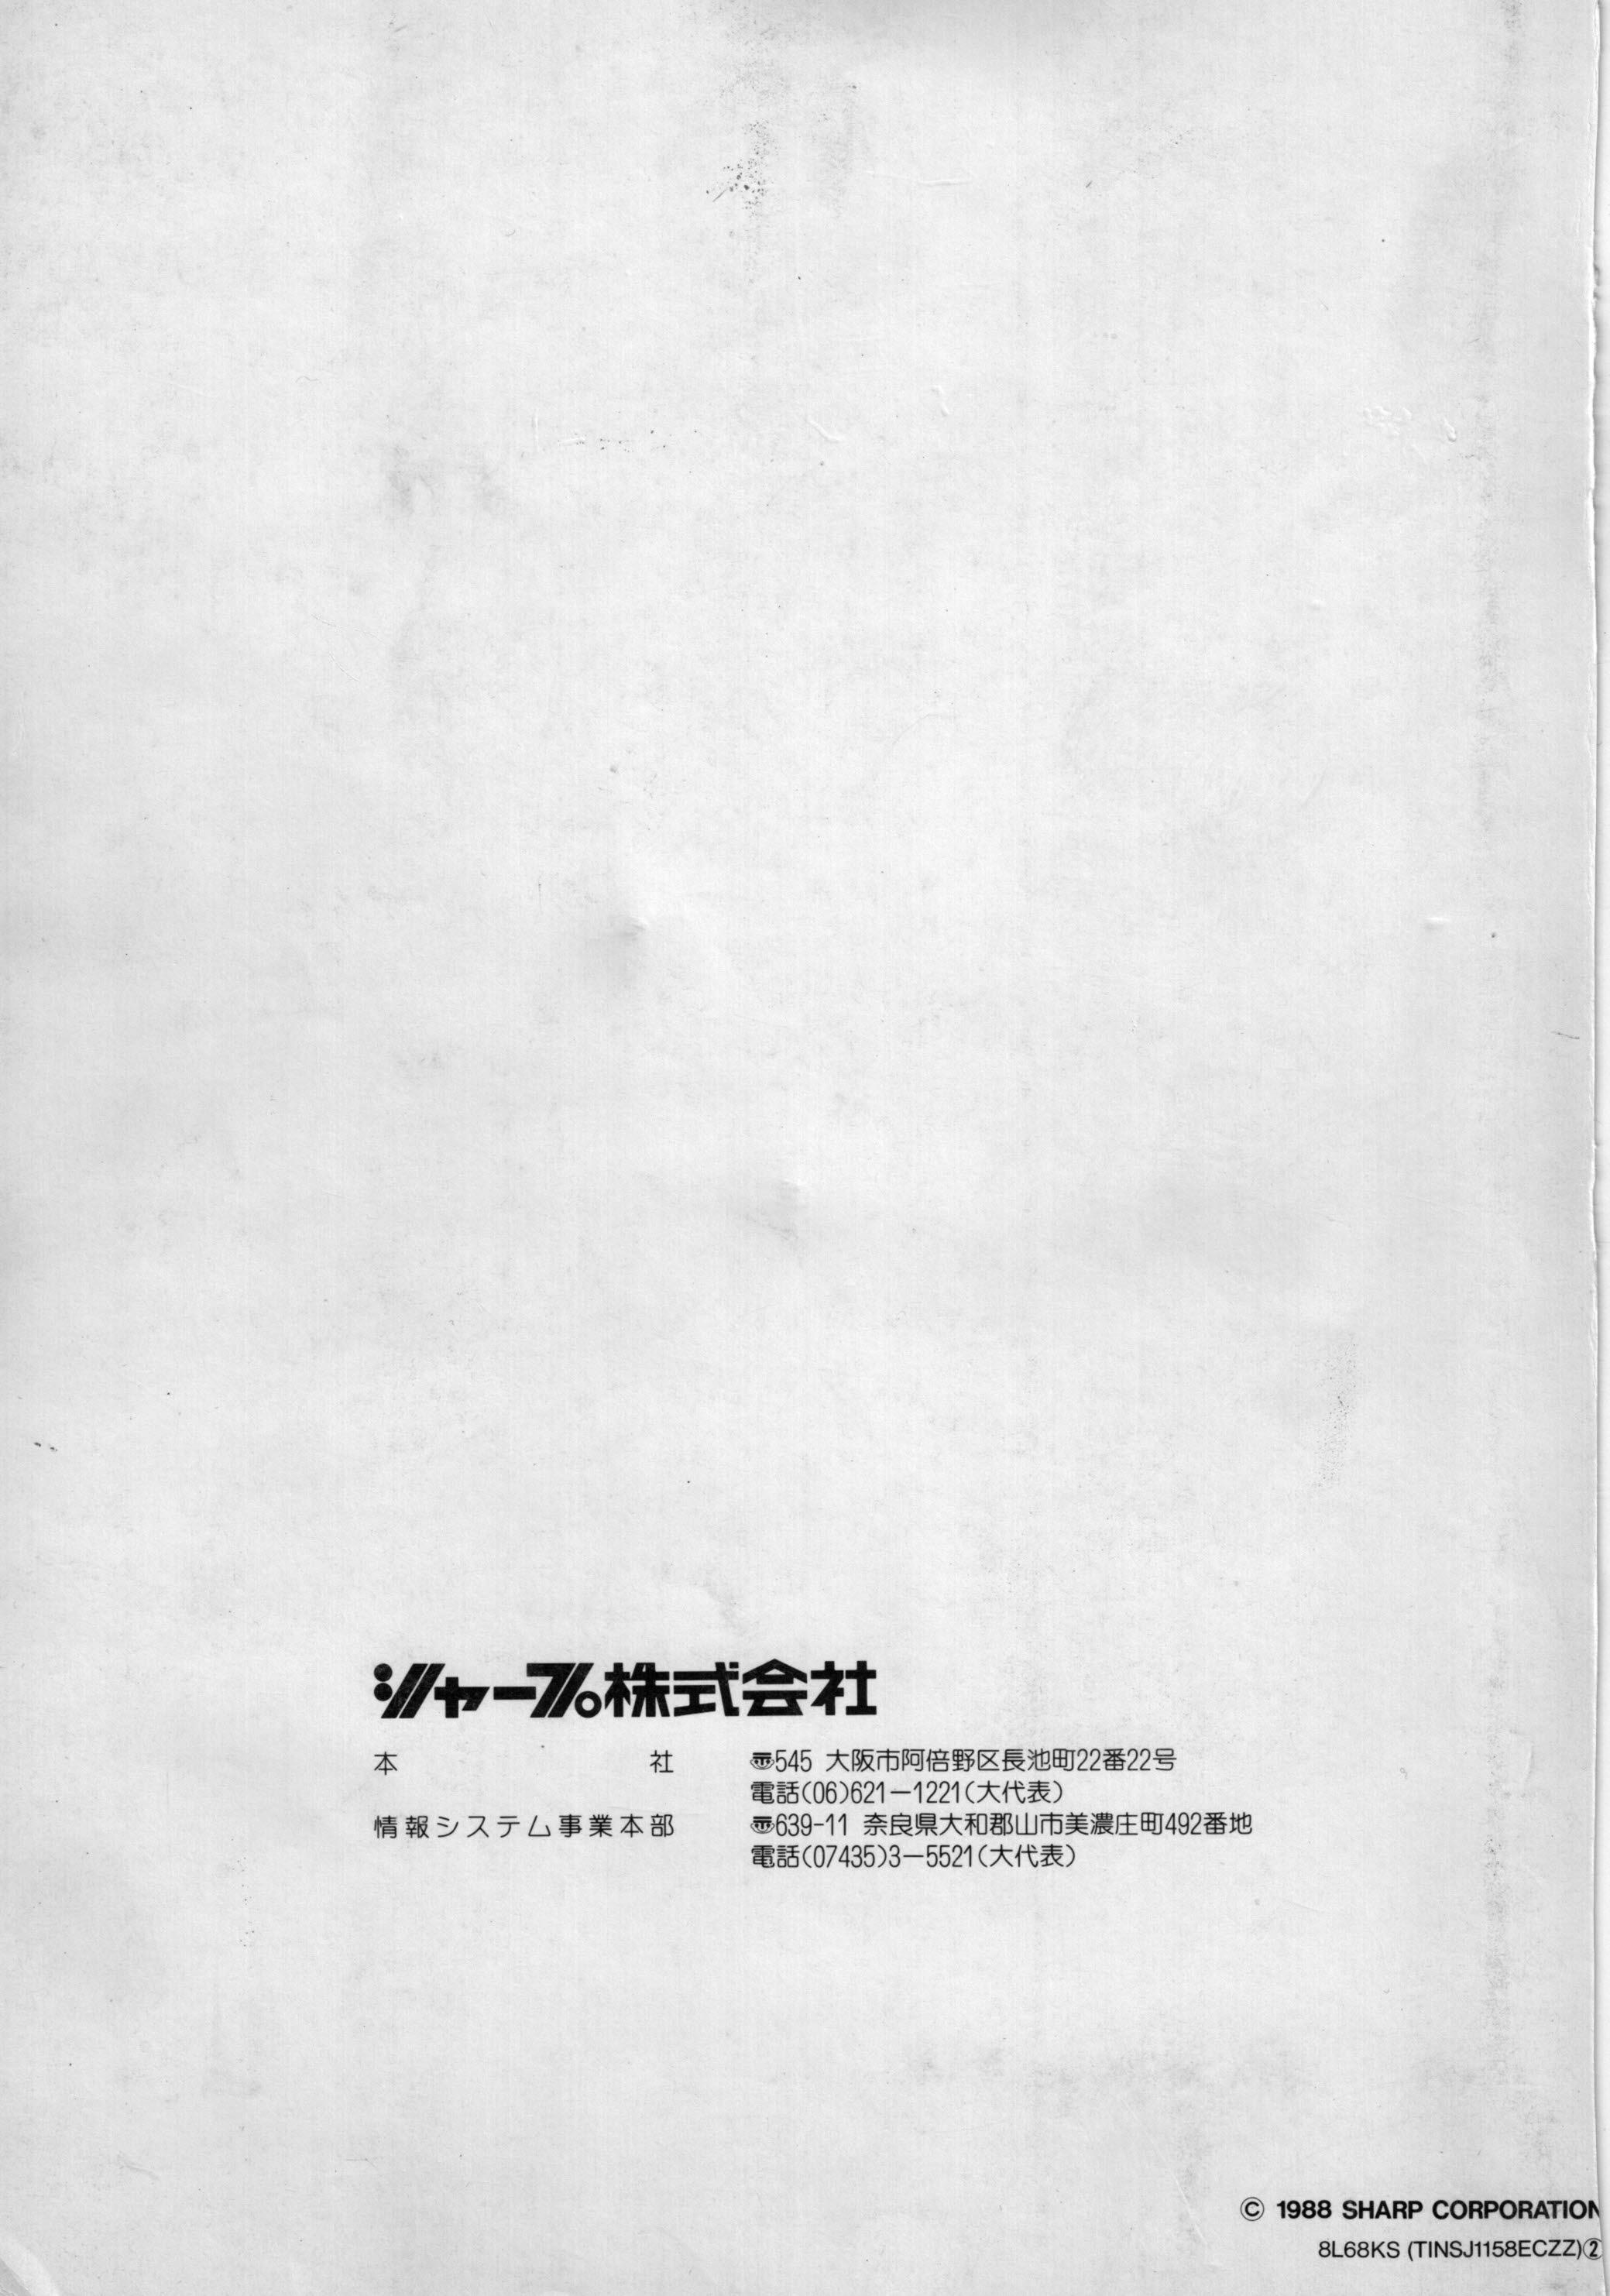 シャープ株式会社
本　社　〠545 大阪市阿倍野区長池町22番22号
電話(06)621－1221(大代表)
情報システム事業本部　〠639-11 奈良県大和郡山市美濃庄町492番地
電話(07435)3－5521(大代表)
© 1988 SHARP CORPORATION
8L68KS (TINSJ1158ECZZ)②